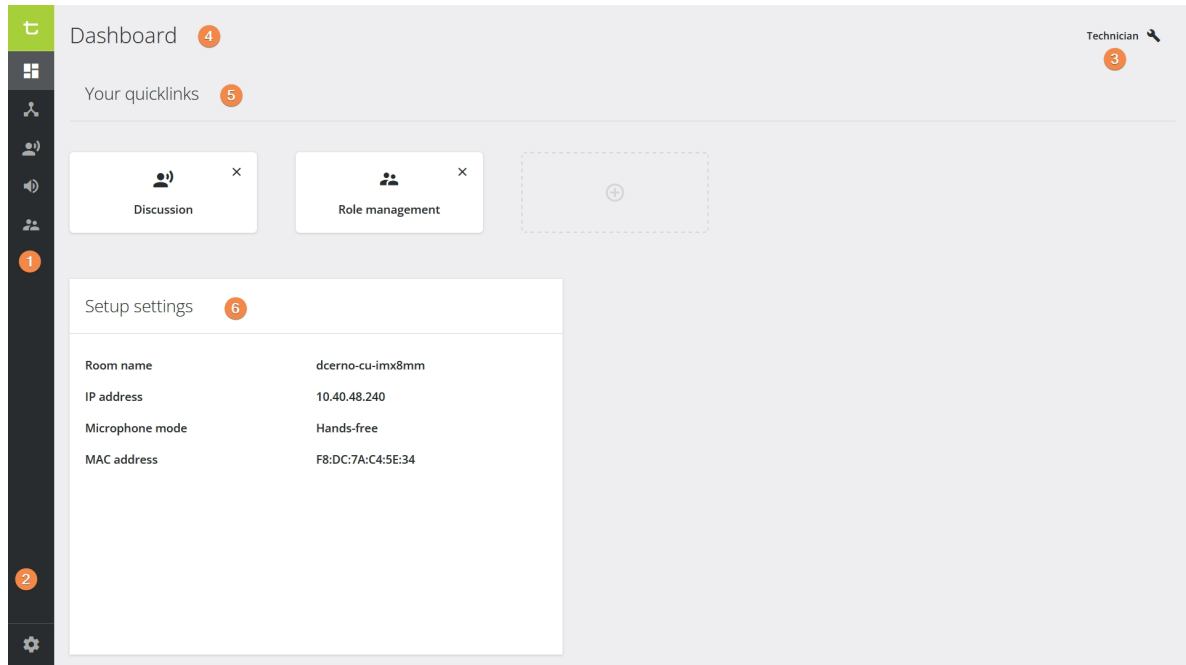 Dashboard 4
Technician
3
Your quicklinks 5
Discussion
Role management
1
Setup settings 6
Room name dcerno-cu-imx8mm
IP address 10.40.48.240
Microphone mode Hands-free
MAC address F8:DC:7A:C4:5E:34
2